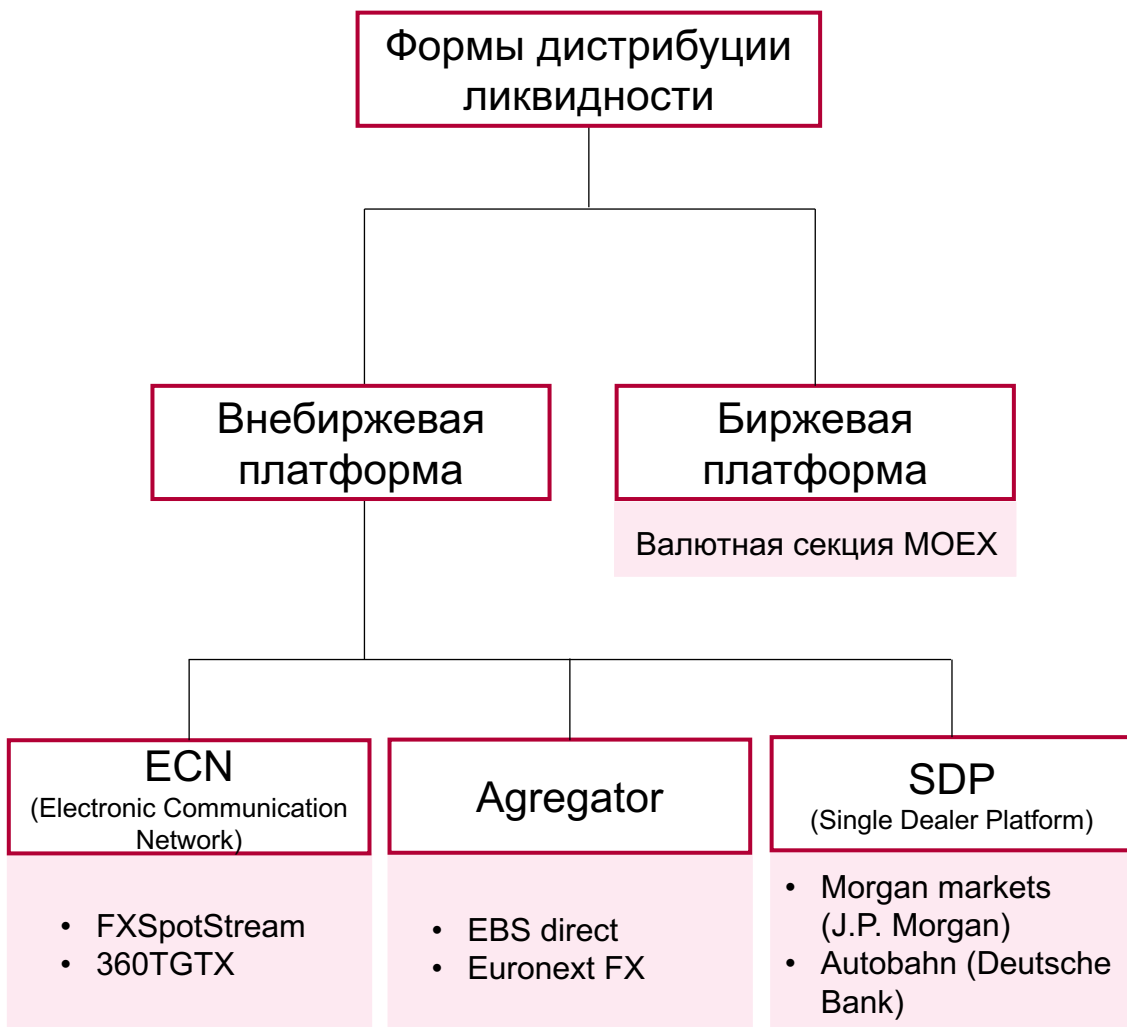 Формы дистрибуции
ликвидности
Внебиржевая
платформа
Биржевая
платформа
Валютная секция MOEX
ECN
(Electronic Communication
Network)
• FXSpotStream
• 360TGTX
Agregator
• EBS direct
• Euronext FX
SDP
(Single Dealer Platform)
• Morgan markets
(J.P. Morgan)
• Autobahn (Deutsche
Bank)